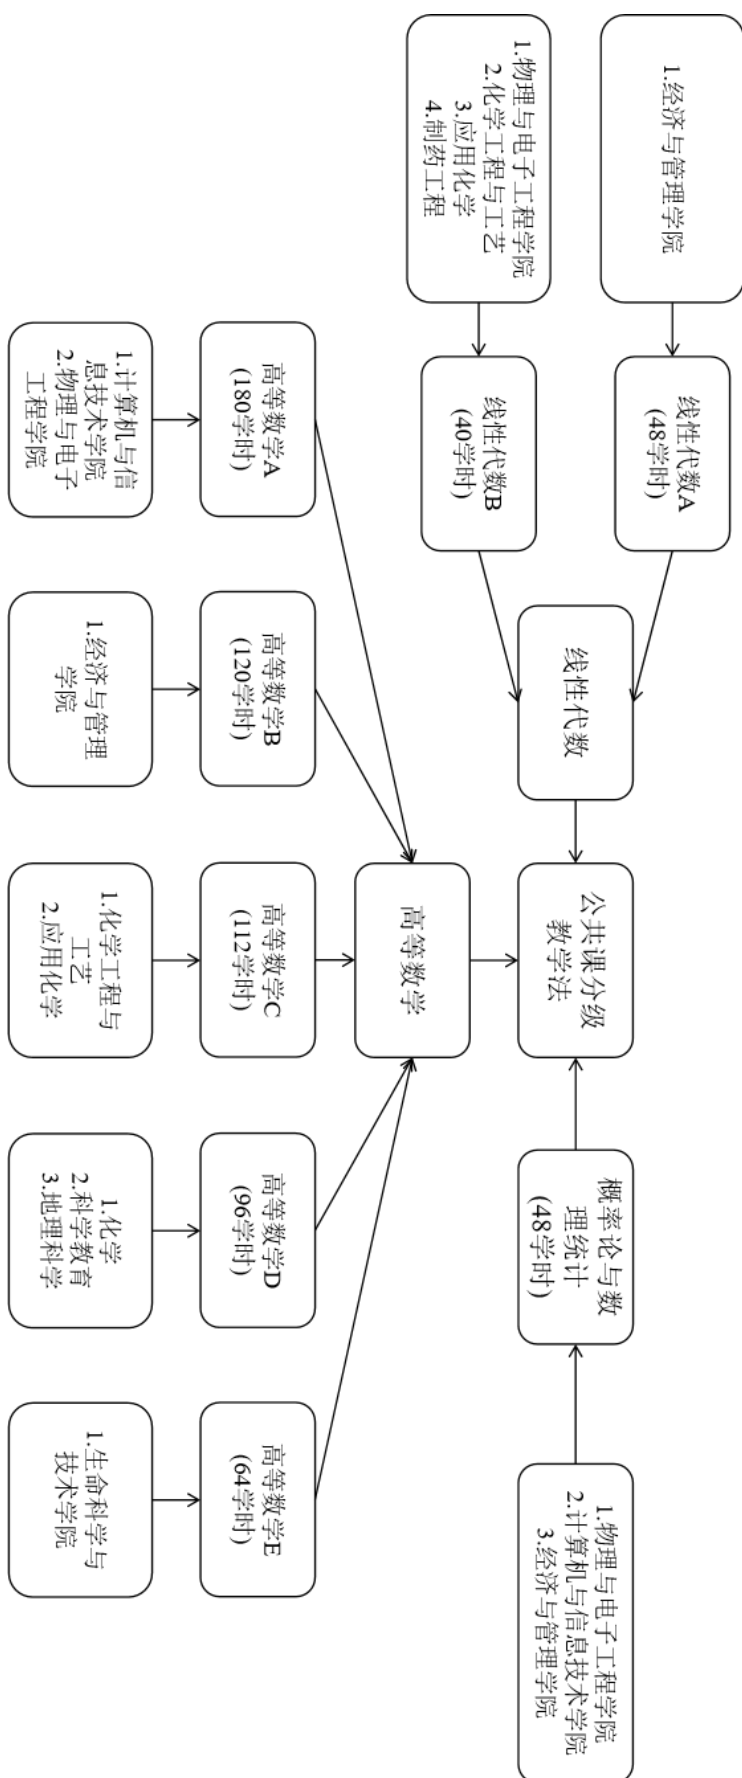 1.经济与管理学院
1.物理与电子工程学院
2.化学工程与工艺
3.应用化学
4.制药工程
线性代数A
(48学时)
线性代数B
(40学时)
线性代数
公共课分级
教学法
概率论与数
理统计
(48学时)
1.物理与电子工程学院
2.计算机与信息技术学院
3.经济与管理学院
高等数学
高等数学A
(180学时)
高等数学B
(120学时)
高等数学C
(112学时)
高等数学D
(96学时)
高等数学E
(64学时)
1.计算机与信
息技术学院
2.物理与电子
工程学院
1.经济与管理
学院
1.化学工程与
工艺
2.应用化学
1.化学
2.科学教育
3.地理科学
1.生命科学与
技术学院